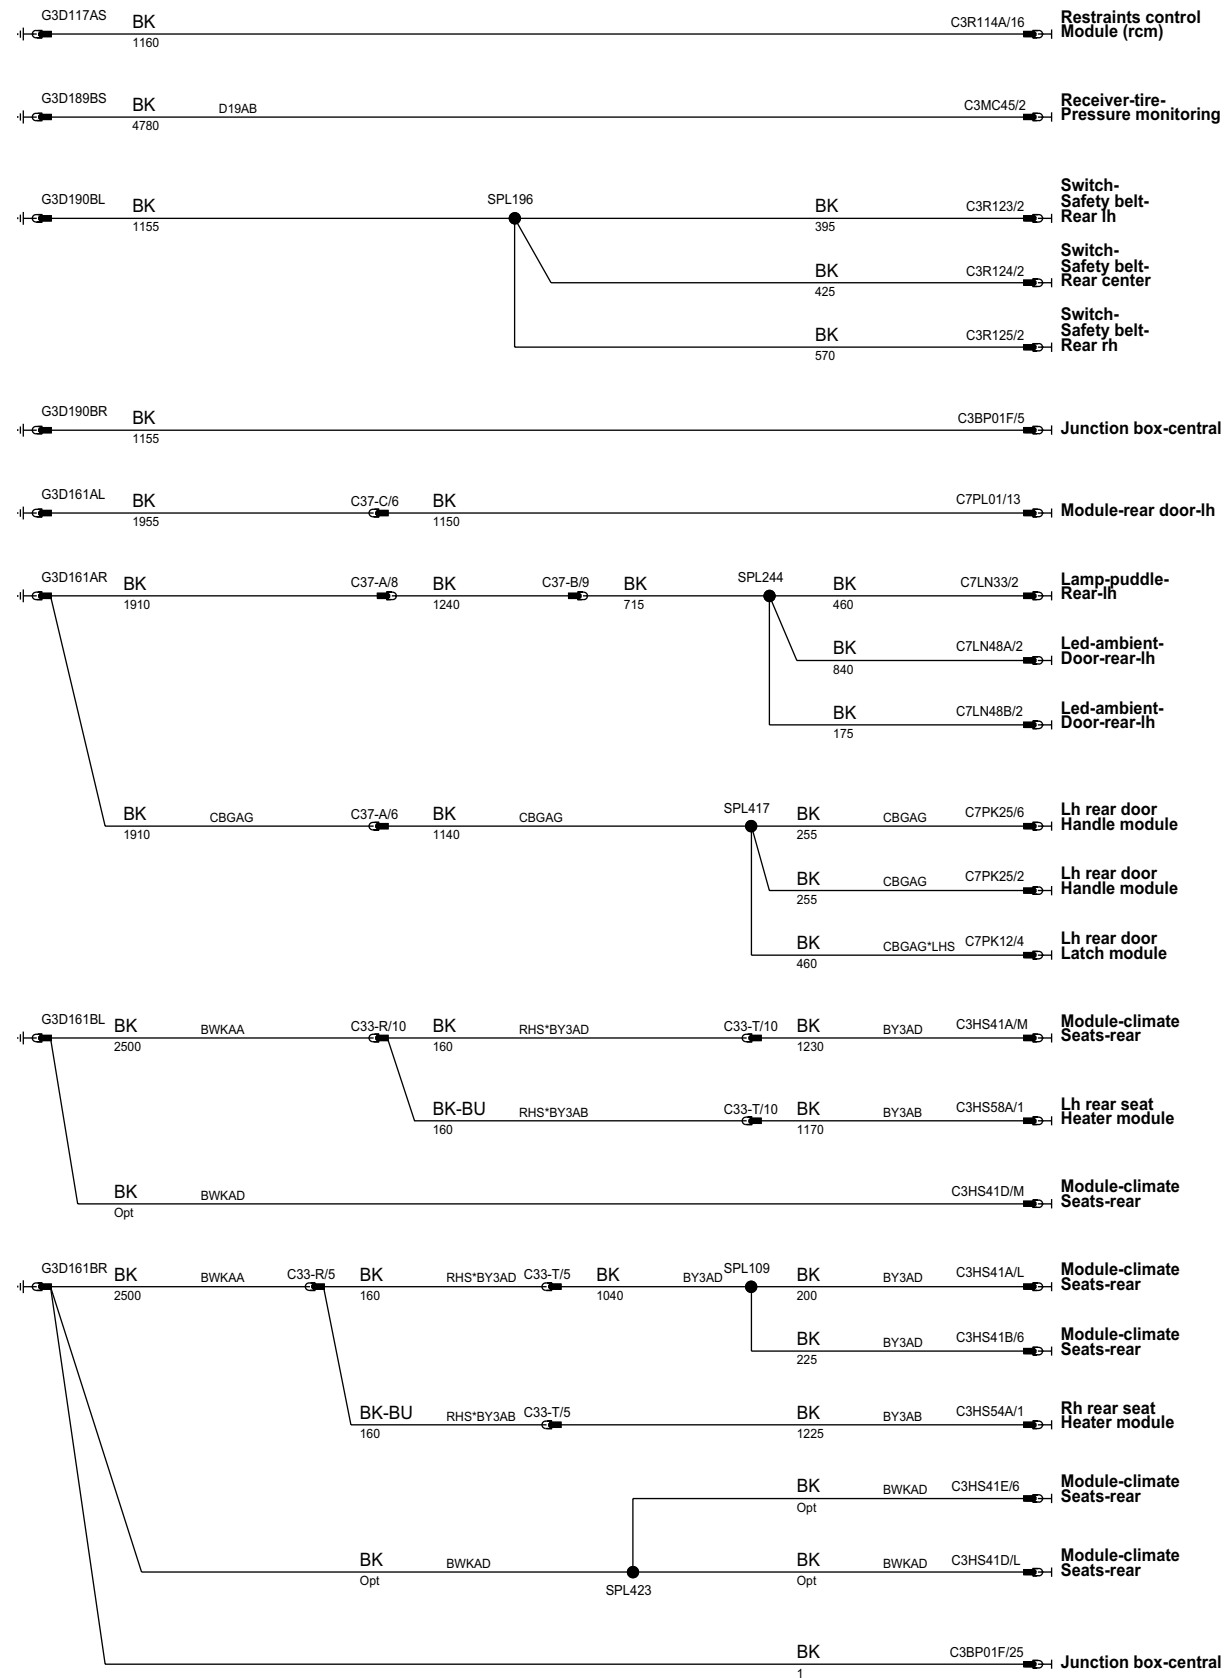 G3D117AS BK C3R114A/16 Restraints control
1160 Module (rcm)
G3D189BS BK D19AB C3MC45/2 Receiver-tire-
4780 Pressure monitoring
Switch-
G3D190BL BK SPL196 BK C3R123/2 Safety belt-
1155 395 Rear lh
Switch-
BK C3R124/2 Safety belt-
425 Rear center
Switch-
BK C3R125/2 Safety belt-
570 Rear rh
G3D190BR BK C3BP01F/5 Junction box-central
1155
G3D161AL BK C37-C/6 BK C7PL01/13 Module-rear door-lh
1955 1150
G3D161AR BK C37-A/8 BK C37-B/9 BK SPL244 BK C7LN33/2 Lamp-puddle-
1910 1240 715 460 Rear-lh
BK C7LN48A/2 Led-ambient-
840 Door-rear-lh
BK C7LN48B/2 Led-ambient-
175 Door-rear-lh
BK CBGAG C37-A/6 BK CBGAG SPL417 BK CBGAG C7PK25/6 Lh rear door
1910 1140 255 Handle module
BK CBGAG C7PK25/2 Lh rear door
255 Handle module
BK CBGAG*LHS C7PK12/4 Lh rear door
460 Latch module
G3D161BL BK BWKAA C33-R/10 BK RHS*BY3AD C33-T/10 BK BY3AD C3HS41A/M Module-climate
2500 160 1230 Seats-rear
BK-BU RHS*BY3AB C33-T/10 BK BY3AB C3HS58A/1 Lh rear seat
160 1170 Heater module
BK BWKAD C3HS41D/M Module-climate
Opt Seats-rear
G3D161BR BK BWKAA C33-R/5 BK RHS*BY3AD C33-T/5 BK BY3AD SPL109 BK BY3AD C3HS41A/L Module-climate
2500 160 1040 200 Seats-rear
BK BY3AD C3HS41B/6 Module-climate
225 Seats-rear
BK-BU RHS*BY3AB C33-T/5 BK BY3AB C3HS54A/1 Rh rear seat
160 1225 Heater module
BK BWKAD C3HS41E/6 Module-climate
Opt Seats-rear
BK BWKAD BK BWKAD C3HS41D/L Module-climate
Opt SPL423 Opt Seats-rear
BK C3BP01F/25 Junction box-central
1